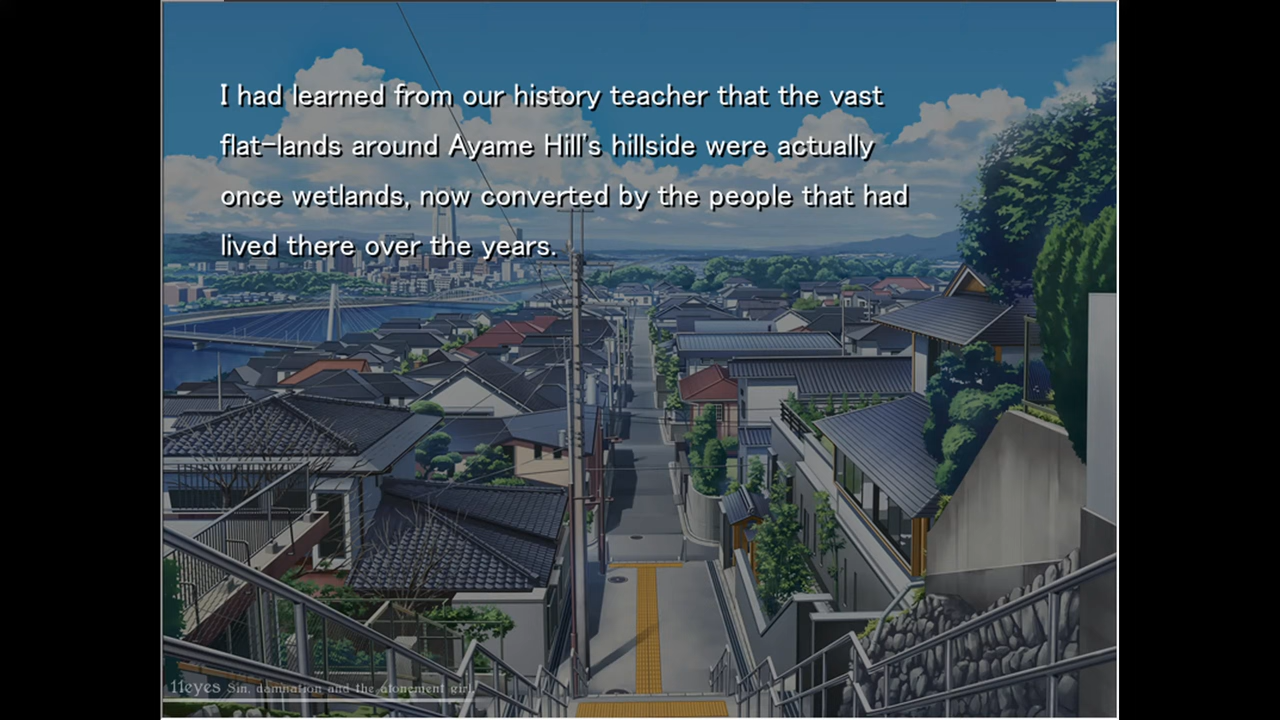 I had learned from our history teacher that the vast
flat-lands around Ayame Hill's hillside were actually
once wetlands, now converted by the people that had
lived there over the years.
11eyes Sin, damnation and the atonement girl.